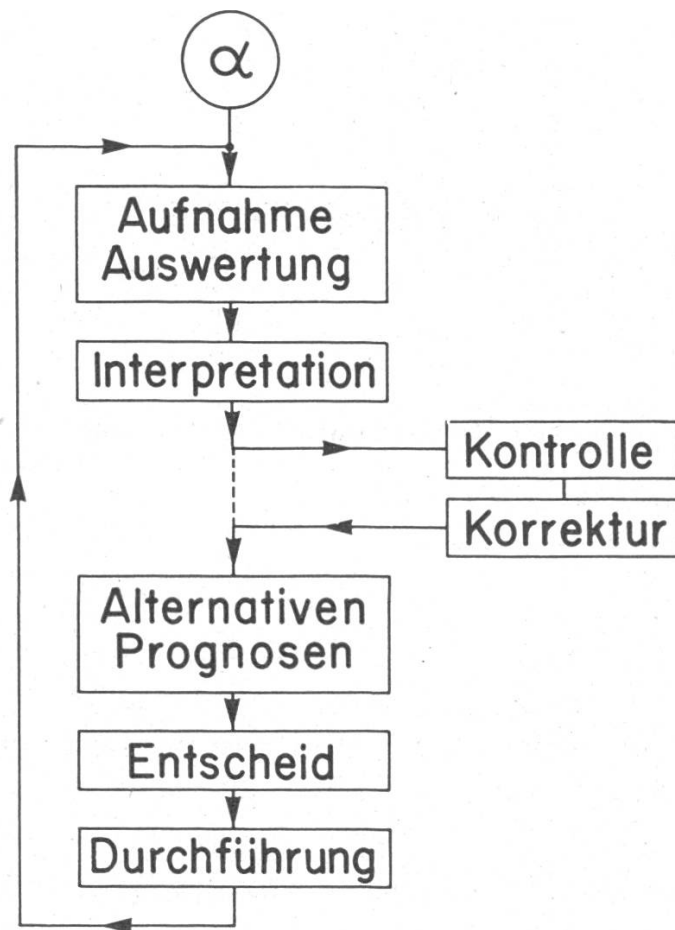 α
Aufnahme
Auswertung
Interpretation
Kontrolle
Korrektur
Alternativen
Prognosen
Entscheid
Durchführung